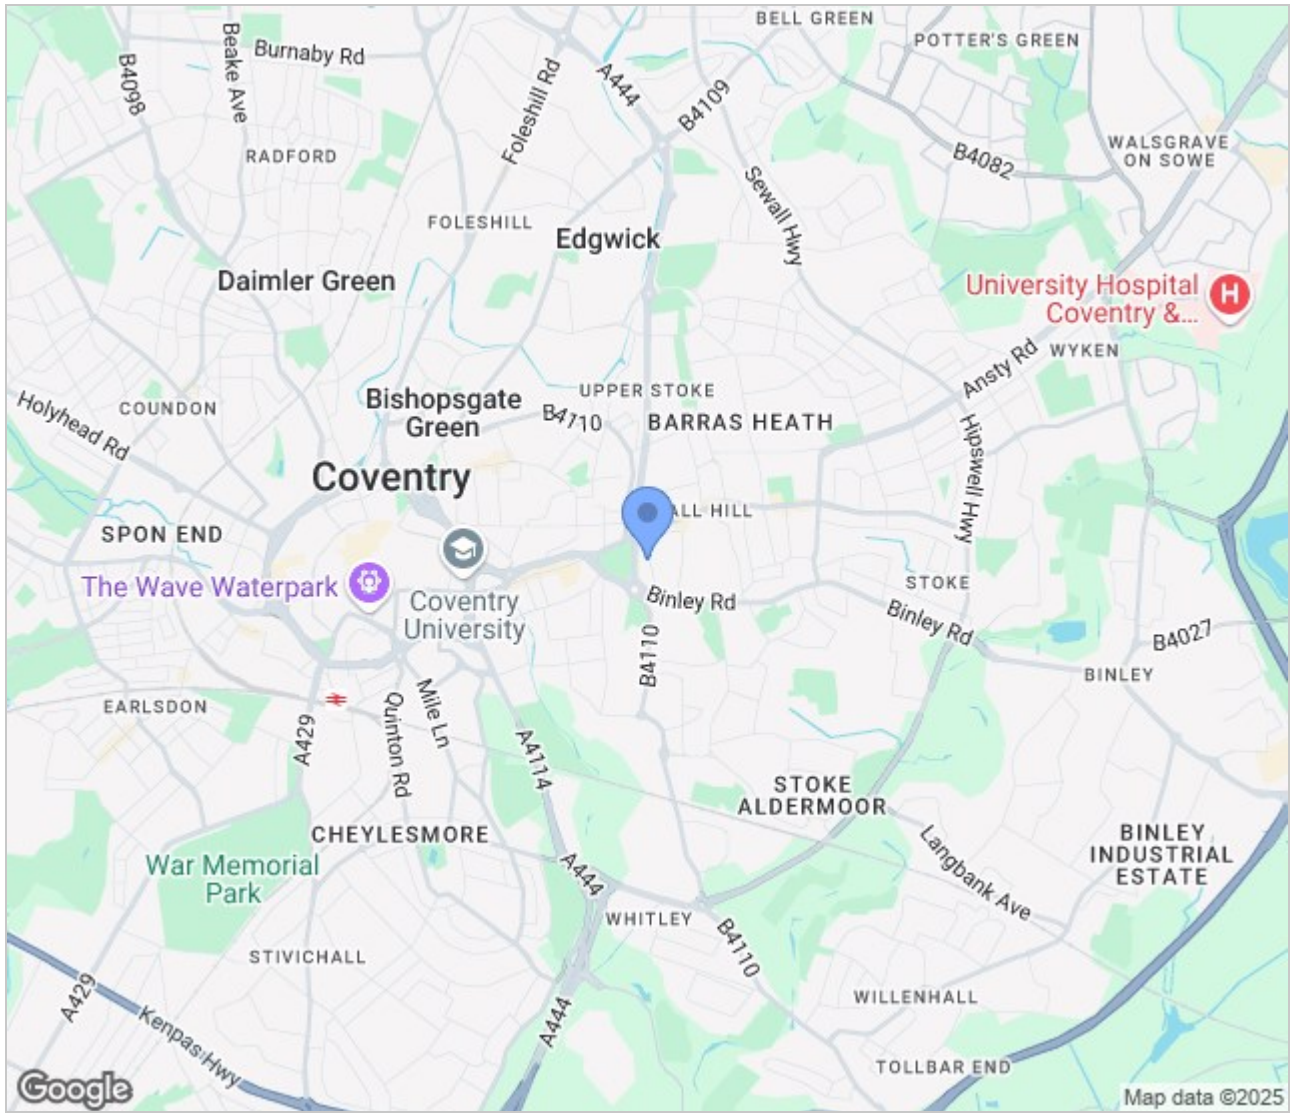 BELL GREEN
POTTER'S GREEN
Burnaby Rd
Beake Ave
B4098
Foleshill Rd
A444
B4109
WALSGRAVE
ON SOWE
B4082
RADFORD
Sewall Hwy
FOLESHILL
Edgwick
Daimler Green
University Hospital
Coventry &...
H
WYKEN
Ansty Rd
UPPER STOKE
Bishopsgate
Green
B4110
BARRAS HEATH
COUNDON
Holyhead Rd
Hipswell Hwy
Coventry
ALL HILL
SPON END
The Wave Waterpark
Coventry
University
STOKE
Binley Rd
Binley Rd
B4110
B4027
BINLEY
EARLSDON
A429
Quinton Rd
Mile Ln
A4114
STOKE
ALDERMOOR
CHEYLESMORE
BINLEY
INDUSTRIAL
ESTATE
War Memorial
Park
A444
Langbank Ave
WHITLEY
B4110
STIVICHALL
A429
Kenpas Hwy
A444
WILLENHALL
TOLLBAR END
Google
Map data ©2025